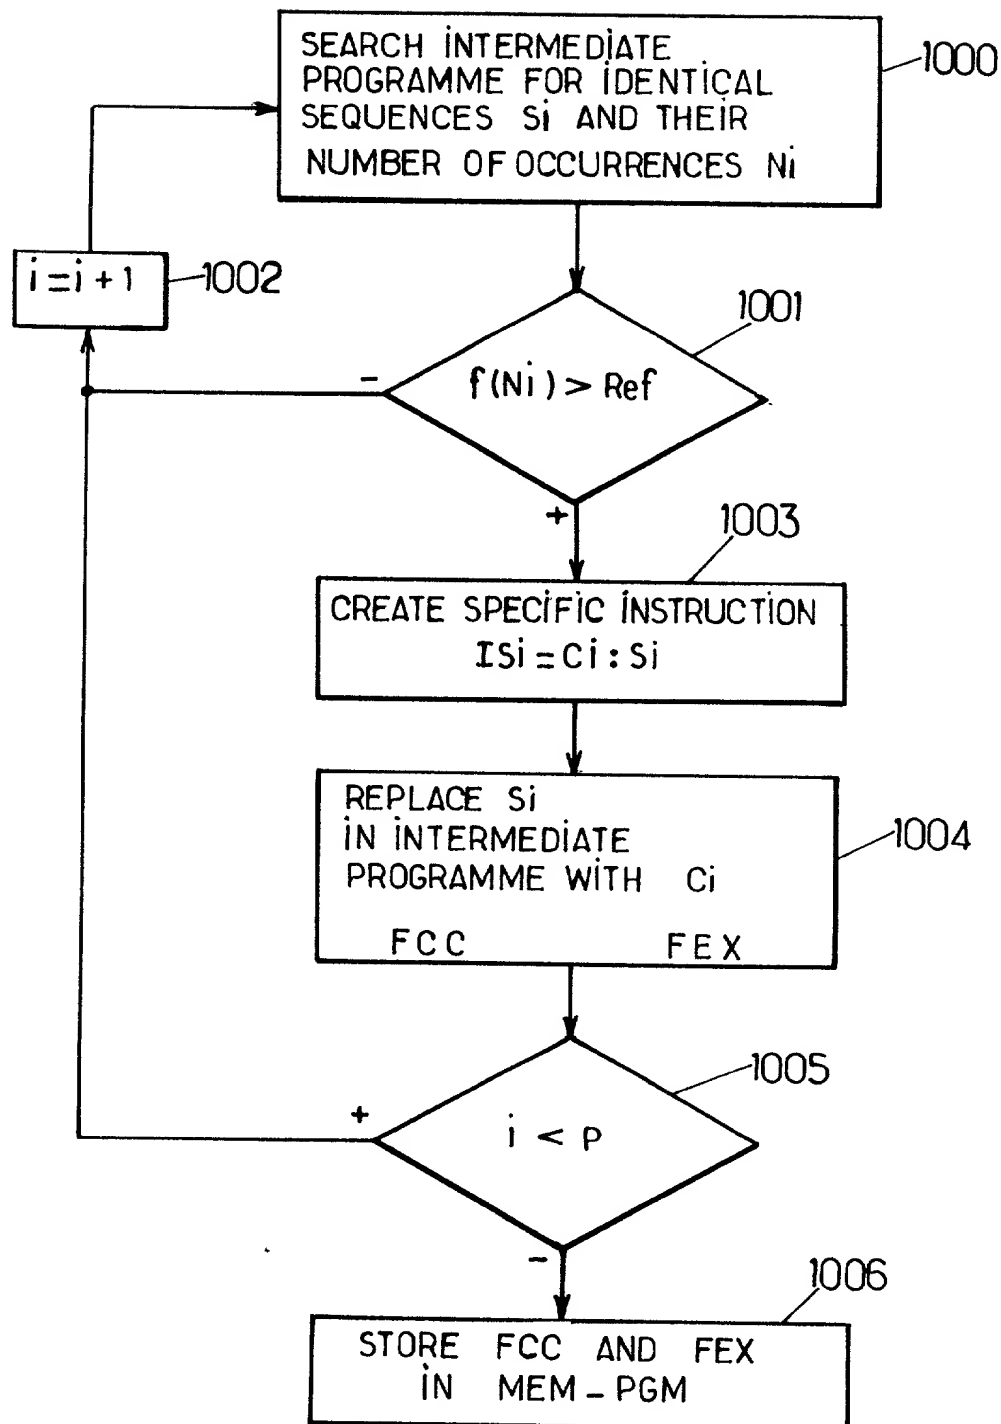 SEARCH INTERMEDIATE
PROGRAMME FOR IDENTICAL
SEQUENCES Si AND THEIR
NUMBER OF OCCURRENCES Ni
1000
i=i+1
1002
1001
-
f(Ni) > Ref
+
1003
CREATE SPECIFIC INSTRUCTION
ISi=Ci:Si
REPLACE Si
IN INTERMEDIATE
PROGRAMME WITH Ci
FCC FEX
1004
1005
+
i < P
-
1006
STORE FCC AND FEX
IN MEM-PGM